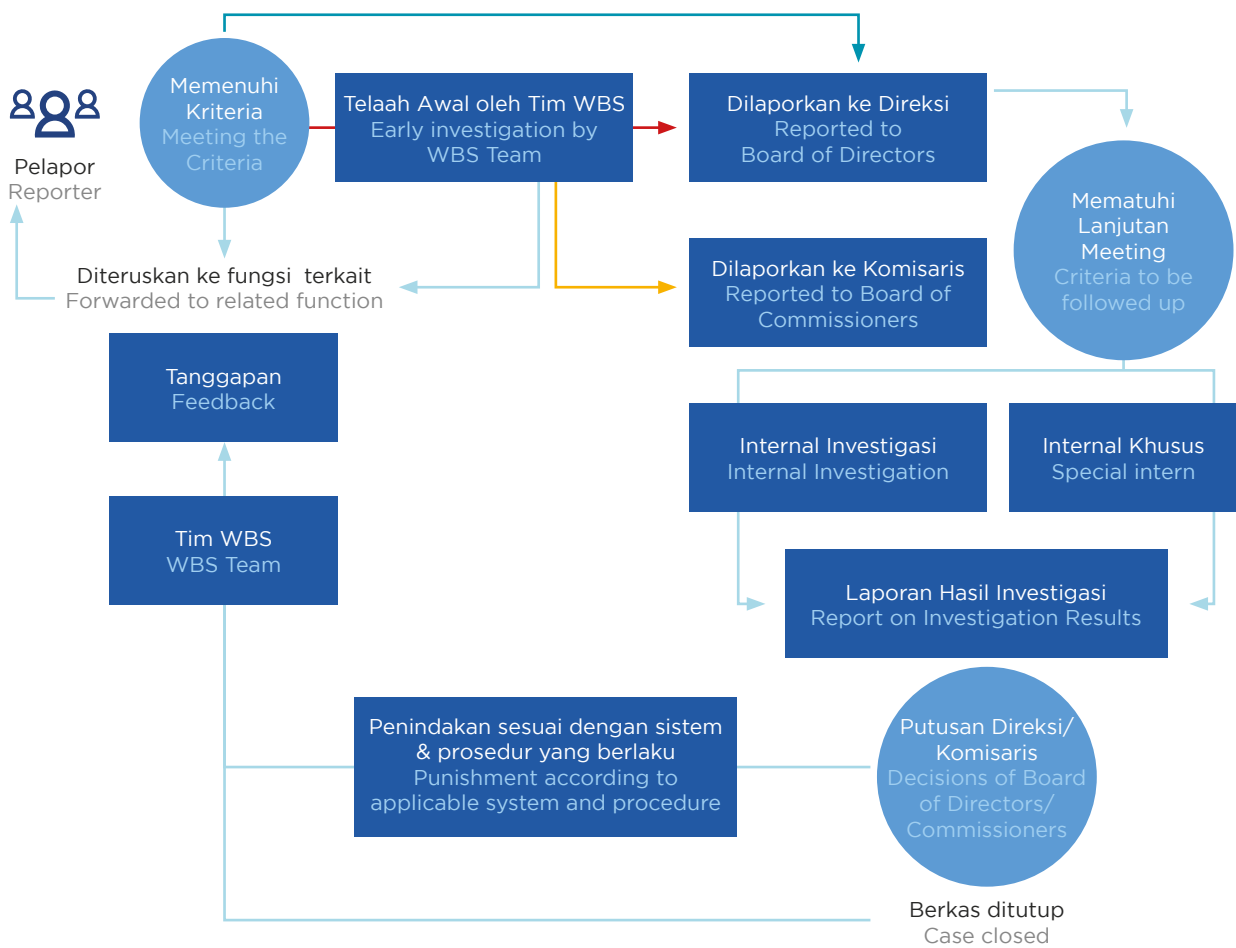 Pelapor
Reporter
Memenuhi
Kriteria
Meeting the
Criteria
Telaah Awal oleh Tim WBS
Early investigation by
WBS Team
Dilaporkan ke Direksi
Reported to
Board of Directors
Mematuhi
Lanjutan
Meeting
Criteria to be
followed up
Diteruskan ke fungsi terkait
Forwarded to related function
Dilaporkan ke Komisaris
Reported to Board of
Commissioners
Tanggapan
Feedback
Internal Investigasi
Internal Investigation
Internal Khusus
Special intern
Tim WBS
WBS Team
Laporan Hasil Investigasi
Report on Investigation Results
Penindakan sesuai dengan sistem
& prosedur yang berlaku
Punishment according to
applicable system and procedure
Putusan Direksi/
Komisaris
Decisions of Board
of Directors/
Commissioners
Berkas ditutup
Case closed